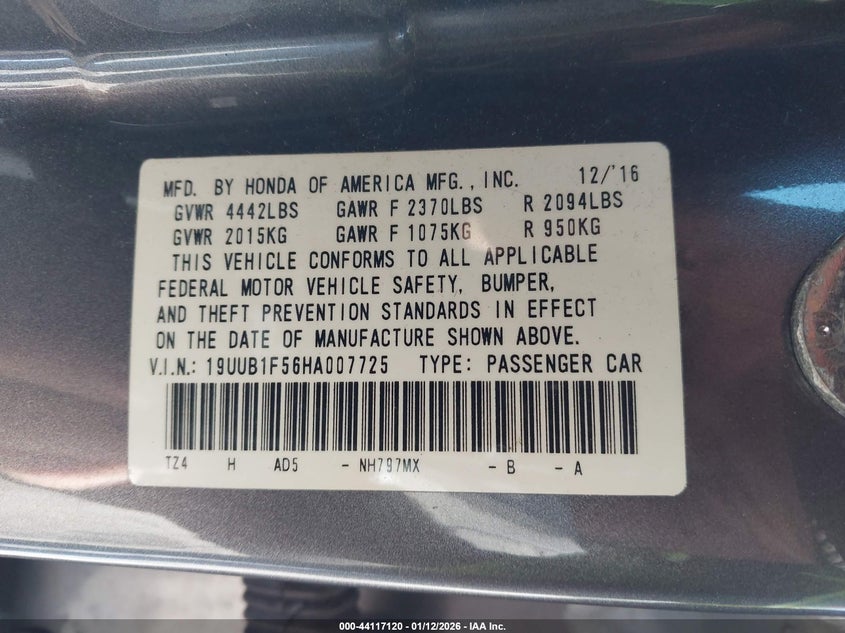 MFD. BY HONDA OF AMERICA MFG., INC. 12/'16
GVWR 4442LBS GAWR F 2370LBS R 2094LBS
GVWR 2015KG GAWR F 1075KG R 950KG
THIS VEHICLE CONFORMS TO ALL APPLICABLE
FEDERAL MOTOR VEHICLE SAFETY, BUMPER,
AND THEFT PREVENTION STANDARDS IN EFFECT
ON THE DATE OF MANUFACTURE SHOWN ABOVE.
V.I.N.: 19UUB1F56HA007725 TYPE: PASSENGER CAR
TZ4 H AD5 - NH797MX - B - A
000-44117120 - 01/12/2026 - IAA Inc.